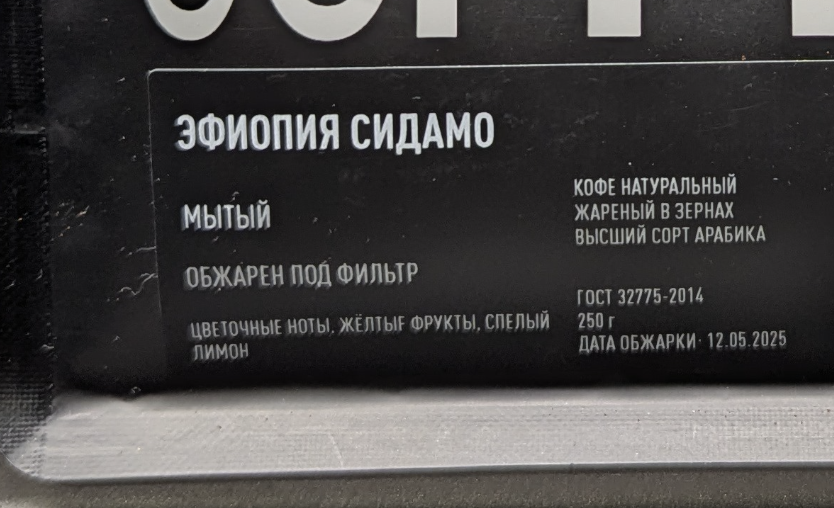 ЭФИОПИЯ СИДАМО
МЫТЫЙ
ОБЖАРЕН ПОД ФИЛЬТР
ЦВЕТОЧНЫЕ НОТЫ, ЖЁЛТЫЕ ФРУКТЫ, СПЕЛЫЙ
ЛИМОН
КОФЕ НАТУРАЛЬНЫЙ
ЖАРЕНЫЙ В ЗЕРНАХ
ВЫСШИЙ СОРТ АРАБИКА
ГОСТ 32775-2014
250 г
ДАТА ОБЖАРКИ: 12.05.2025